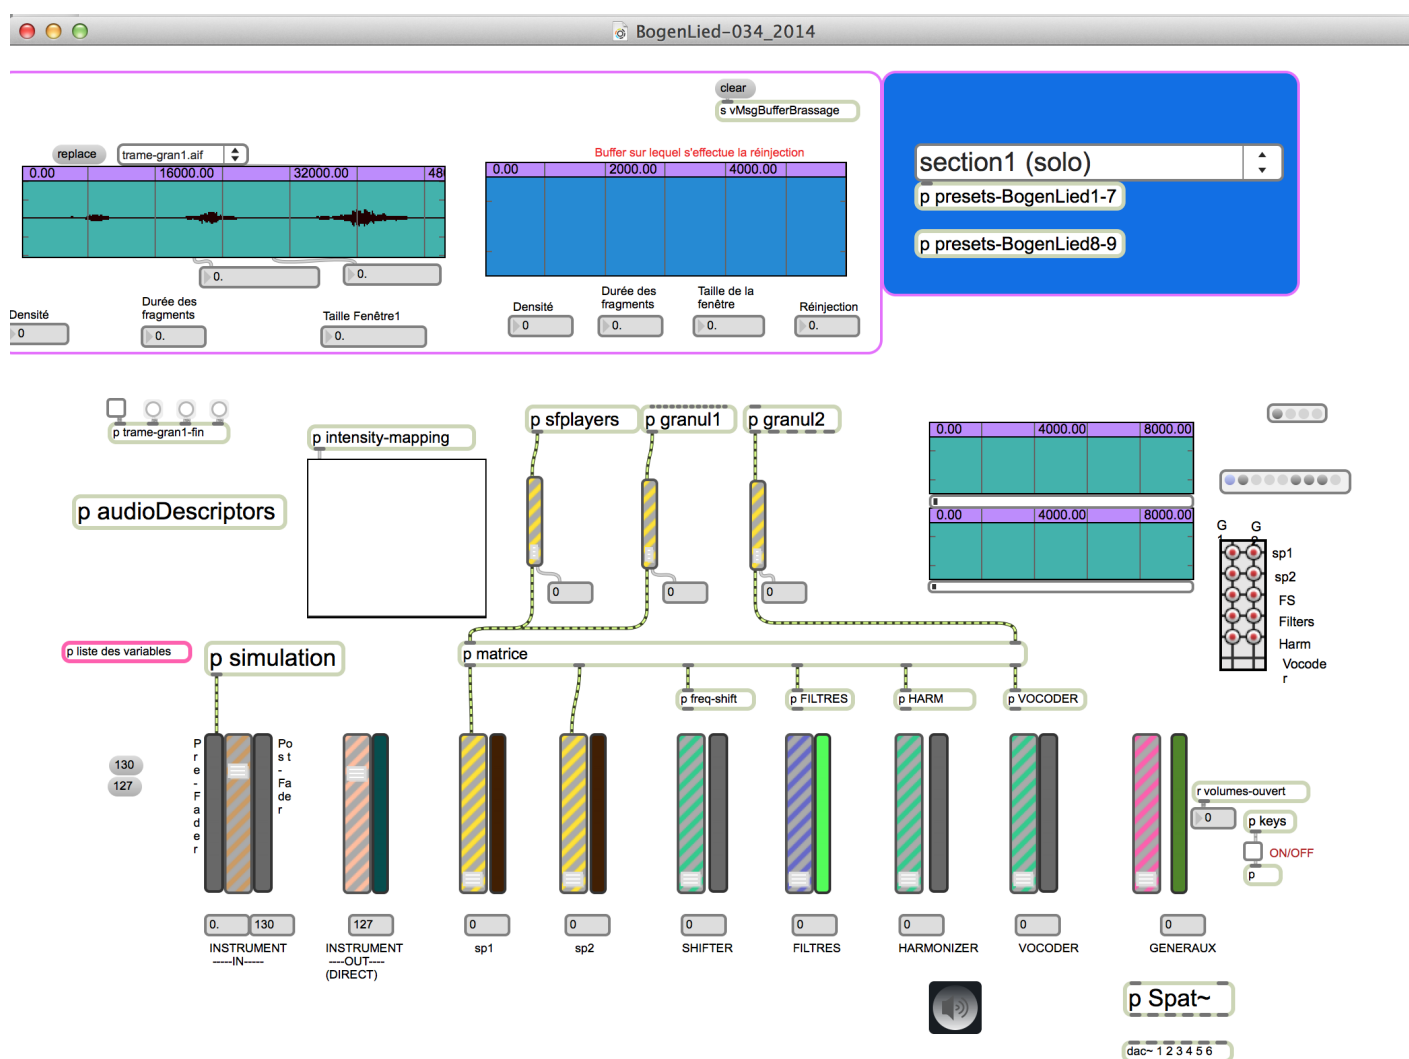 BogenLied-034_2014
clear
s vMsgBufferBrassage
replace
trame-gran1.aif
0.00 16000.00 32000.00 48
Buffer sur lequel s'effectue la réinjection
0.00 2000.00 4000.00
section1 (solo)
p presets-BogenLied1-7
p presets-BogenLied8-9
0.
0.
Densité
0
Durée des
fragments
0.
Taille Fenêtre1
0.
Densité
0
Durée des
fragments
0.
Taille de la
fenêtre
0.
Réinjection
0.
p trame-gran1-fin
p intensity-mapping
p sfplayers
p granul1
p granul2
0.00 4000.00 8000.00
0.00 4000.00 8000.00
p audioDescriptors
0
0
0
G
1
G
2
sp1
sp2
FS
Filters
Harm
Vocode
r
p liste des variables
p simulation
p matrice
p freq-shift
p FILTRES
p HARM
p VOCODER
130
127
P
r
e
-
F
a
d
e
r
Po
s t
-
Fa
de
r
r volumes-ouvert
0
p keys
ON/OFF
p
0.
130
127
0
0
0
0
0
0
0
INSTRUMENT
-----IN-----
INSTRUMENT
----OUT----
(DIRECT)
sp1
sp2
SHIFTER
FILTRES
HARMONIZER
VOCODER
GENERAUX
p Spat~
dac~ 1 2 3 4 5 6